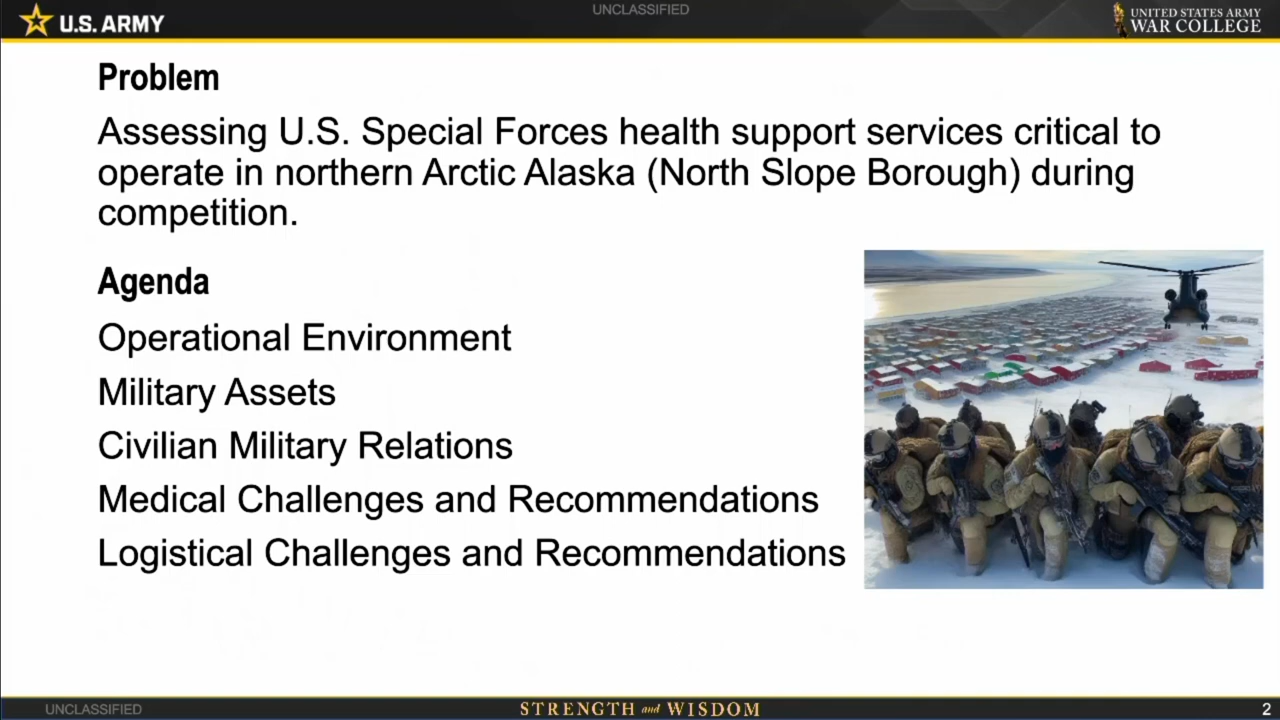 UNCLASSIFIED
U.S. ARMY
UNITED STATES ARMY
WAR COLLEGE
Problem
Assessing U.S. Special Forces health support services critical to
operate in northern Arctic Alaska (North Slope Borough) during
competition.
Agenda
Operational Environment
Military Assets
Civilian Military Relations
Medical Challenges and Recommendations
Logistical Challenges and Recommendations
UNCLASSIFIED
STRENGTH and WISDOM
2